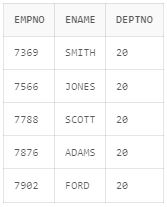 EMPNO ENAME DEPTNO
7369 SMITH 20
7566 JONES 20
7788 SCOTT 20
7876 ADAMS 20
7902 FORD 20